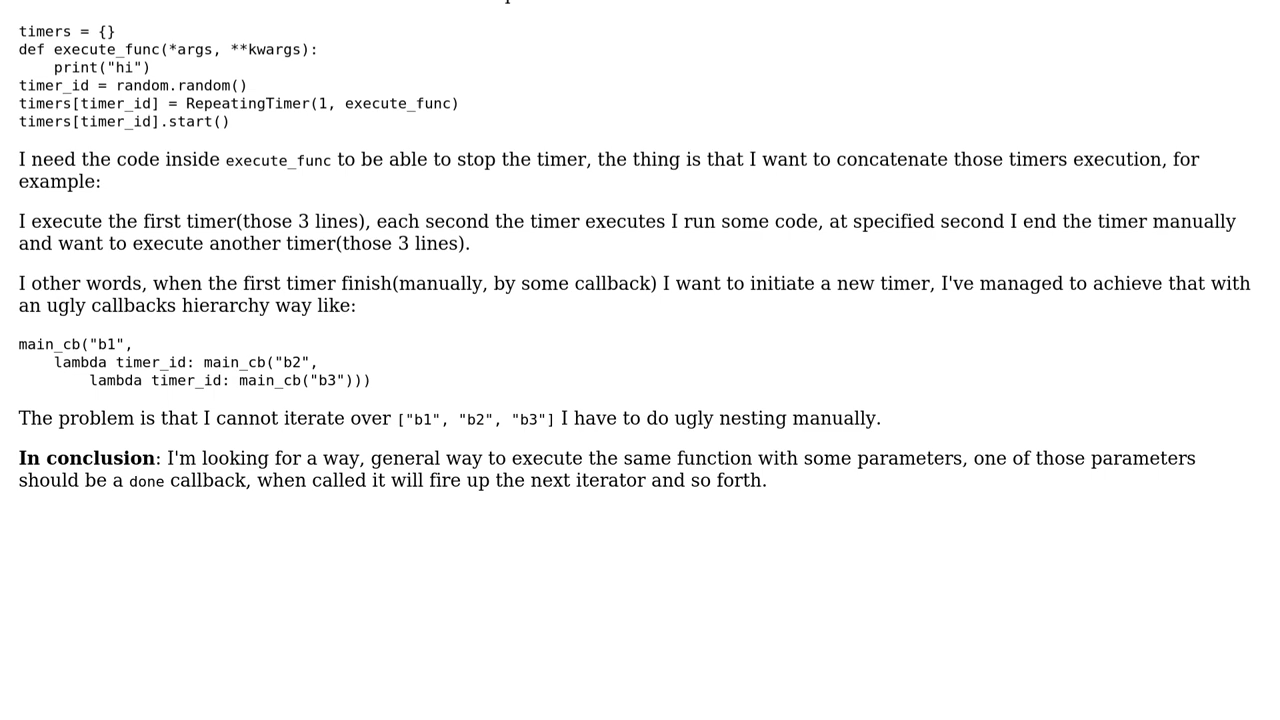 timers = {}
def execute_func(*args, **kwargs):
    print("hi")
timer_id = random.random()
timers[timer_id] = RepeatingTimer(1, execute_func)
timers[timer_id].start()
I need the code inside execute_func to be able to stop the timer, the thing is that I want to concatenate those timers execution, for
example:
I execute the first timer(those 3 lines), each second the timer executes I run some code, at specified second I end the timer manually
and want to execute another timer(those 3 lines).
I other words, when the first timer finish(manually, by some callback) I want to initiate a new timer, I've managed to achieve that with
an ugly callbacks hierarchy way like:
main_cb("b1",
    lambda timer_id: main_cb("b2",
        lambda timer_id: main_cb("b3")))
The problem is that I cannot iterate over ["b1", "b2", "b3"] I have to do ugly nesting manually.
In conclusion: I'm looking for a way, general way to execute the same function with some parameters, one of those parameters
should be a done callback, when called it will fire up the next iterator and so forth.